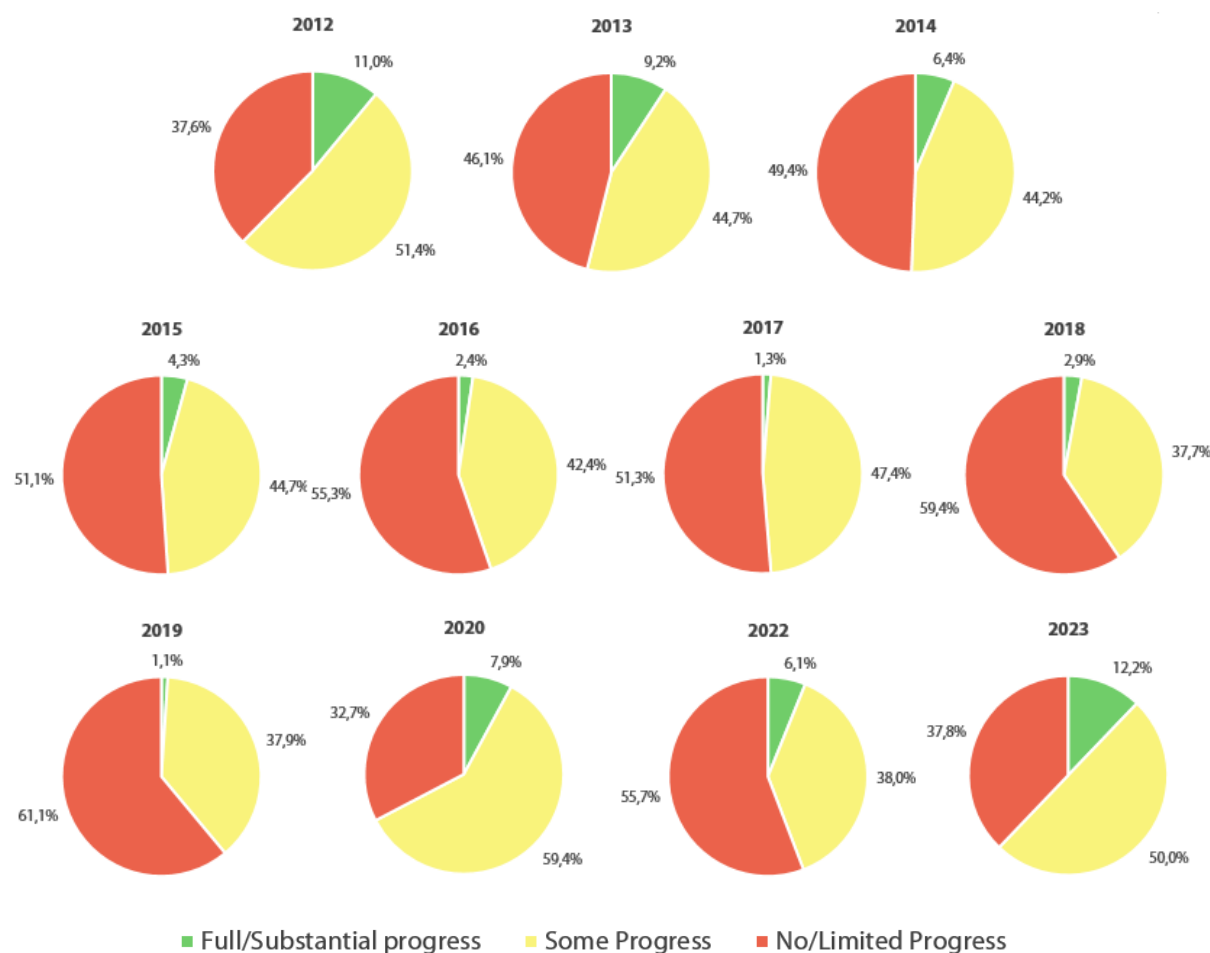 2012 2013 2014
11,0% 9,2% 6,4%
37,6% 46,1% 49,4%
51,4% 44,7% 44,2%
2015 2016 2017 2018
4,3% 2,4% 1,3% 2,9%
51,1% 44,7% 55,3% 42,4% 51,3% 47,4% 59,4% 37,7%
2019 2020 2022 2023
1,1% 7,9% 6,1% 12,2%
61,1% 37,9% 32,7% 59,4% 55,7% 38,0% 37,8% 50,0%
Full/Substantial progress Some Progress No/Limited Progress